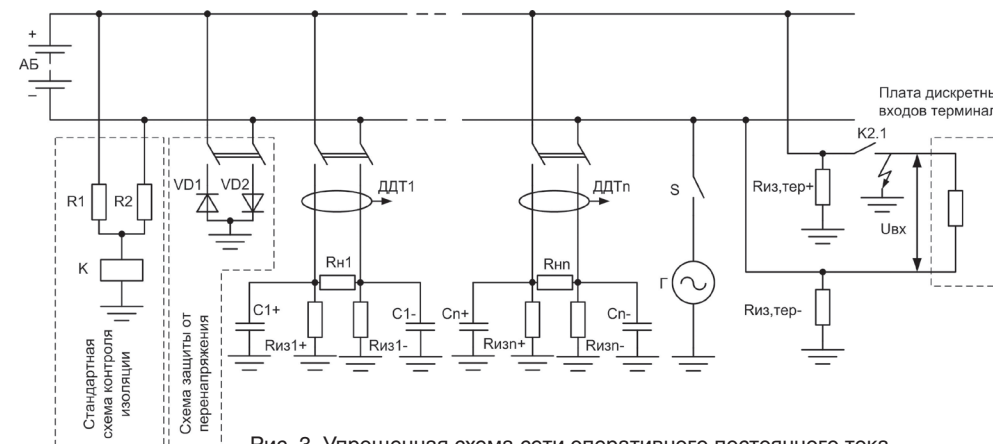 +
АБ
–
Плата дискретны
входов терминал
K2.1
R1
R2
K
VD1
VD2
ДДТ1
ДДТn
S
Г
Rиз,тер+
Uвх
Rиз,тер-
Rн1
C1+
C1-
Rиз1+
Rиз1-
Rнn
Cn+
Cn-
Rизn+
Rизn-
Стандартная
схема контроля
изоляции
Схема защиты от
перенапряжения
Рис. 3. Упрощенная схема сети оперативного постоянного тока